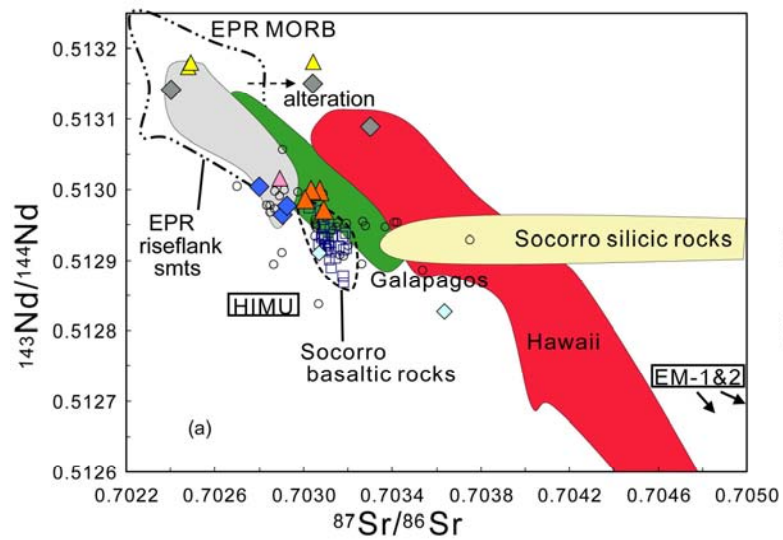 EPR MORB
alteration
EPR
riseflank
smts
Socorro silicic rocks
Galapagos
HIMU
Socorro
basaltic rocks
Hawaii
EM-1&2
(a)
143Nd/144Nd
0.5132
0.5131
0.5130
0.5129
0.5128
0.5127
0.5126
0.7022 0.7026 0.7030 0.7034 0.7038 0.7042 0.7046 0.7050
87Sr/86Sr